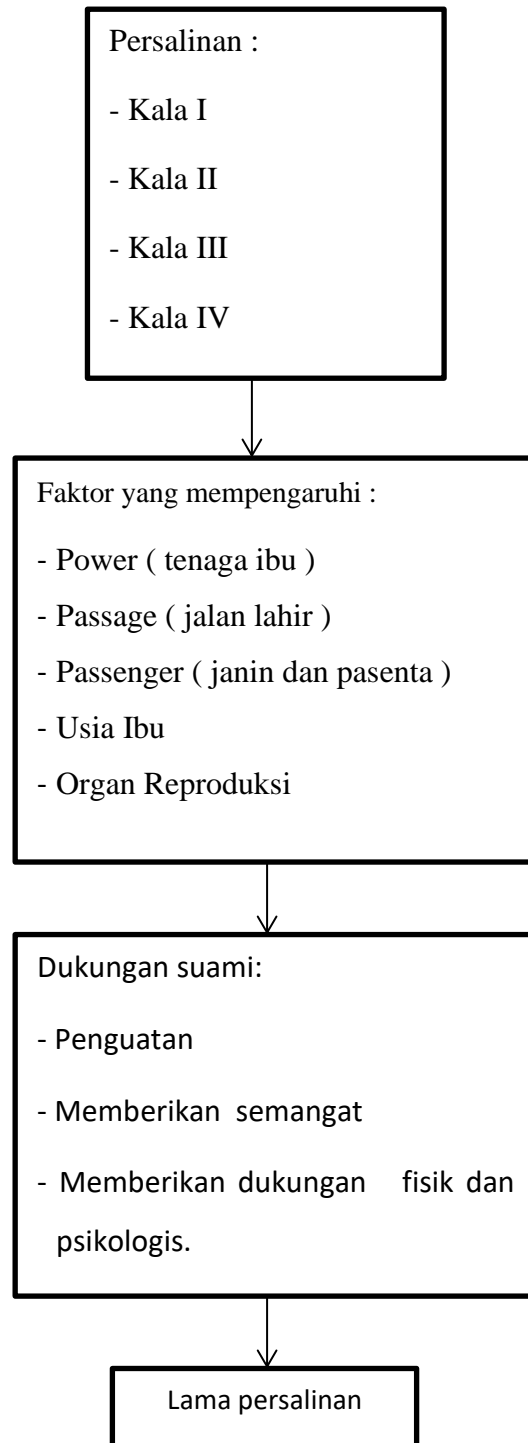 Persalinan :
- Kala I
- Kala II
- Kala III
- Kala IV
Faktor yang mempengaruhi :
- Power ( tenaga ibu )
- Passage ( jalan lahir )
- Passenger ( janin dan pasenta )
- Usia Ibu
- Organ Reproduksi
Dukungan suami:
- Penguatan
- Memberikan semangat
- Memberikan dukungan fisik dan
psikologis.
Lama persalinan